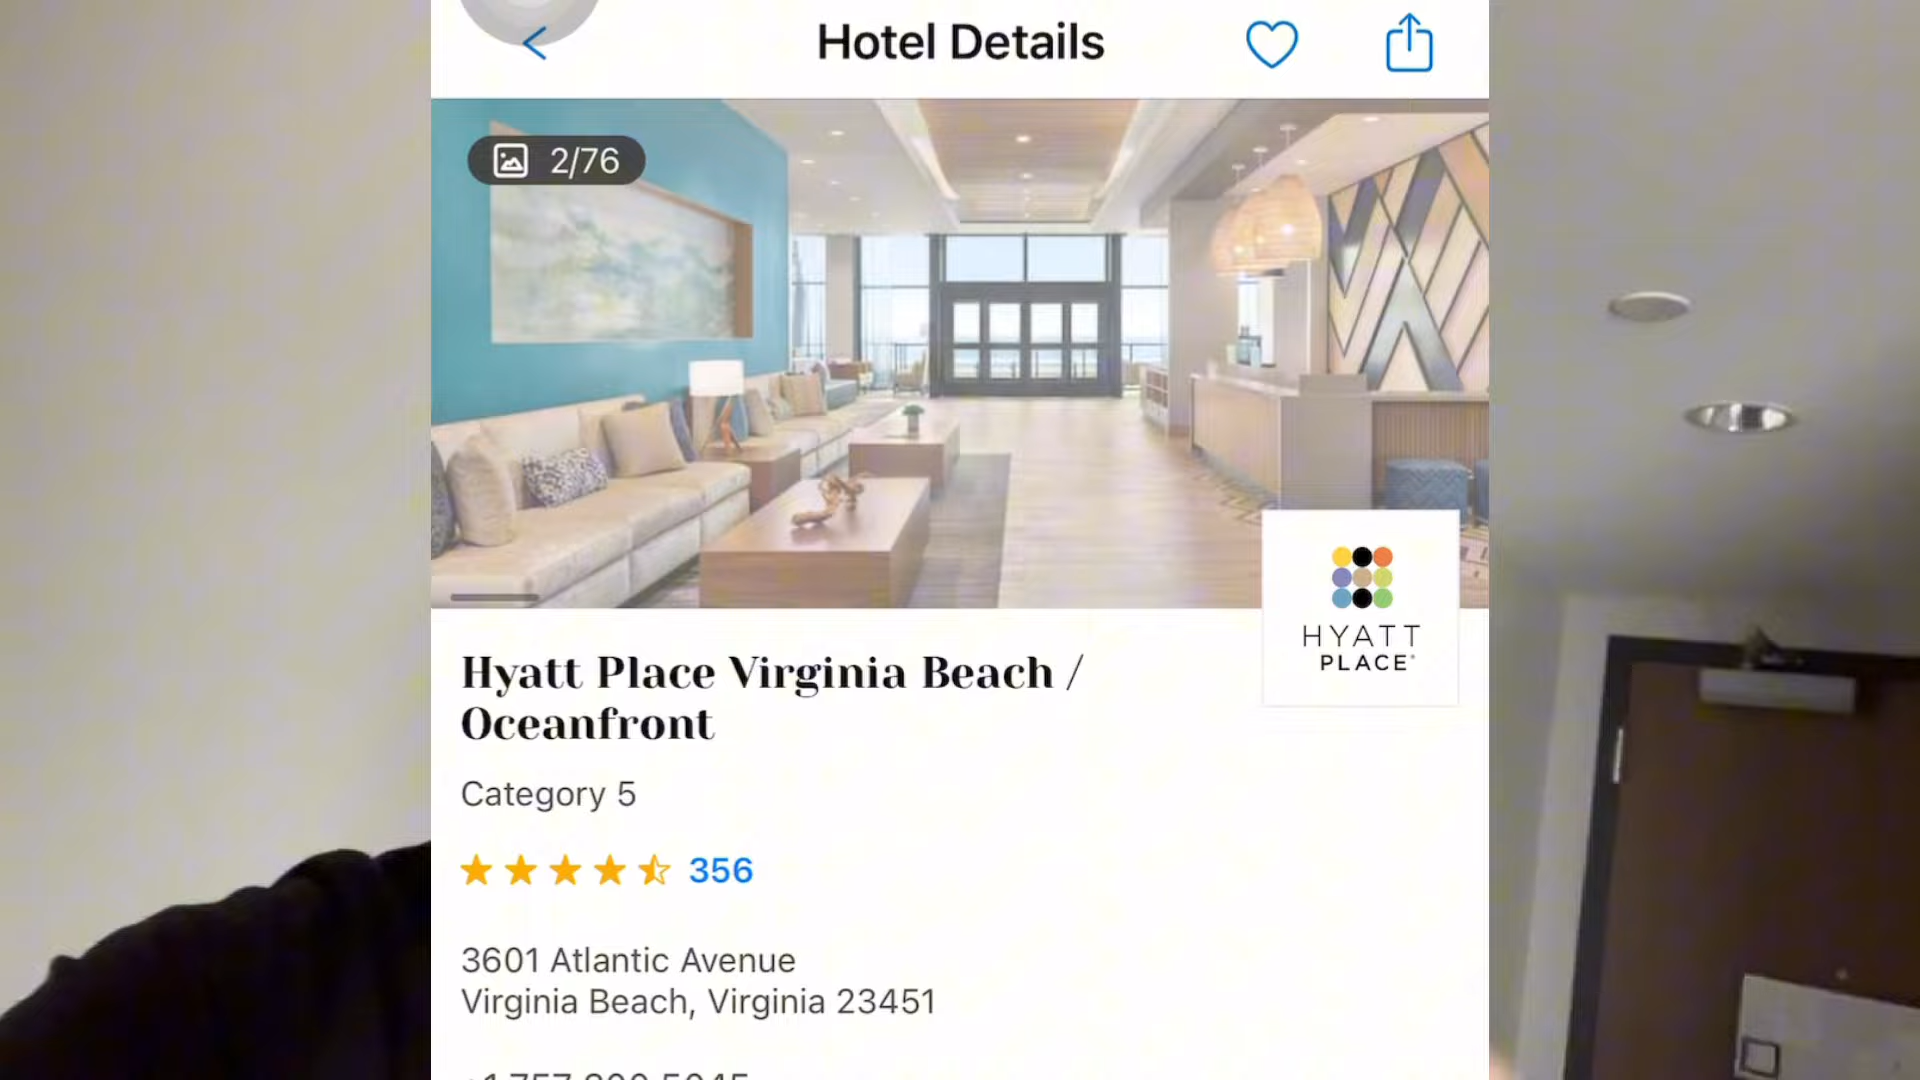 Hotel Details
2/76
HYATT
PLACE
Hyatt Place Virginia Beach /
Oceanfront
Category 5
356
3601 Atlantic Avenue
Virginia Beach, Virginia 23451